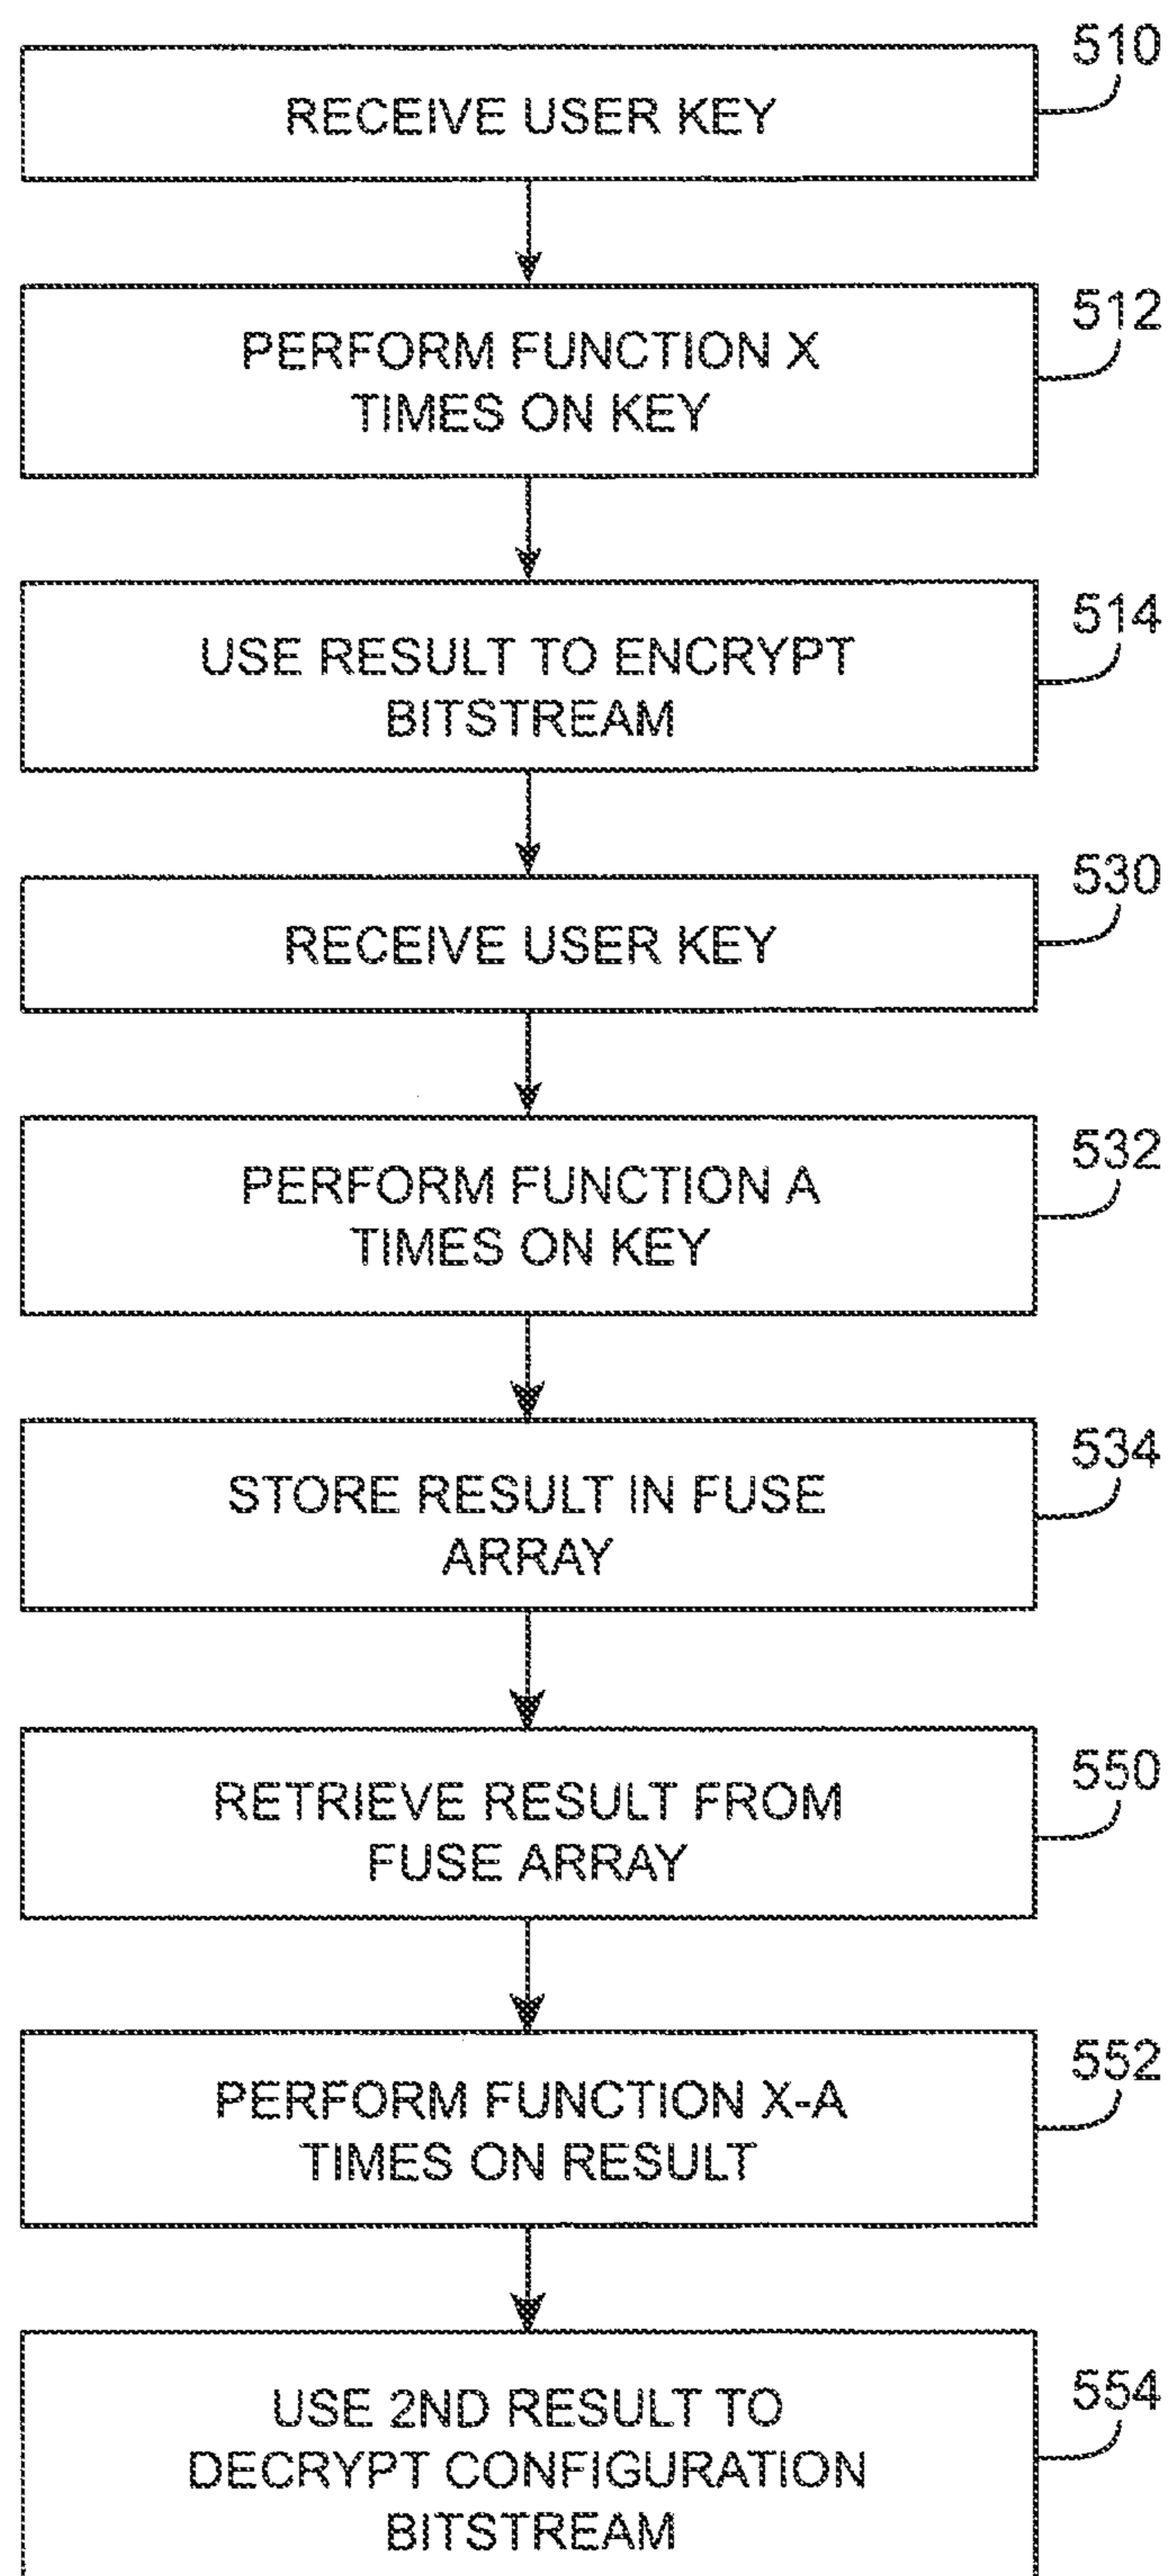 510
RECEIVE USER KEY
512
PERFORM FUNCTION X
TIMES ON KEY
514
USE RESULT TO ENCRYPT
BITSTREAM
530
RECEIVE USER KEY
532
PERFORM FUNCTION A
TIMES ON KEY
534
STORE RESULT IN FUSE
ARRAY
550
RETRIEVE RESULT FROM
FUSE ARRAY
552
PERFORM FUNCTION X-A
TIMES ON RESULT
554
USE 2ND RESULT TO
DECRYPT CONFIGURATION
BITSTREAM